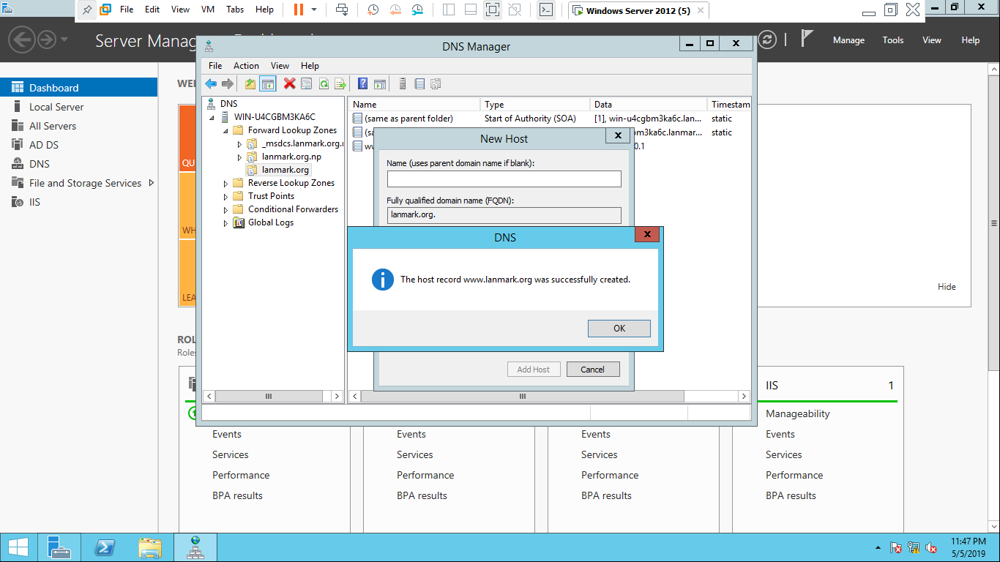 File Edit View VM Tabs Help
Windows Server 2012 (5)
Server Manag
Manage Tools View Help
DNS Manager
File Action View Help
Dashboard
Local Server
All Servers
AD DS
DNS
File and Storage Services
IIS
WEL
QU
WH
LEA
Hide
DNS
WIN-U4CGBM3KA6C
Forward Lookup Zones
_msdcs.lanmark.org.n
lanmark.org.np
lanmark.org
Reverse Lookup Zones
Trust Points
Conditional Forwarders
Global Logs
Name Type Data Timestam
(same as parent folder) Start of Authority (SOA) [1], win-u4cgbm3ka6c.lan... static
(sa bm3ka6c.lanmar... static
ww 0.1
New Host
Name (uses parent domain name if blank):
Fully qualified domain name (FQDN):
lanmark.org.
DNS
The host record www.lanmark.org was successfully created.
OK
Add Host Cancel
ROL
Roles
IIS 1
Manageability
Events Events Events Events
Services Services Services Services
Performance Performance Performance Performance
BPA results BPA results BPA results BPA results
11:47 PM
5/5/2019